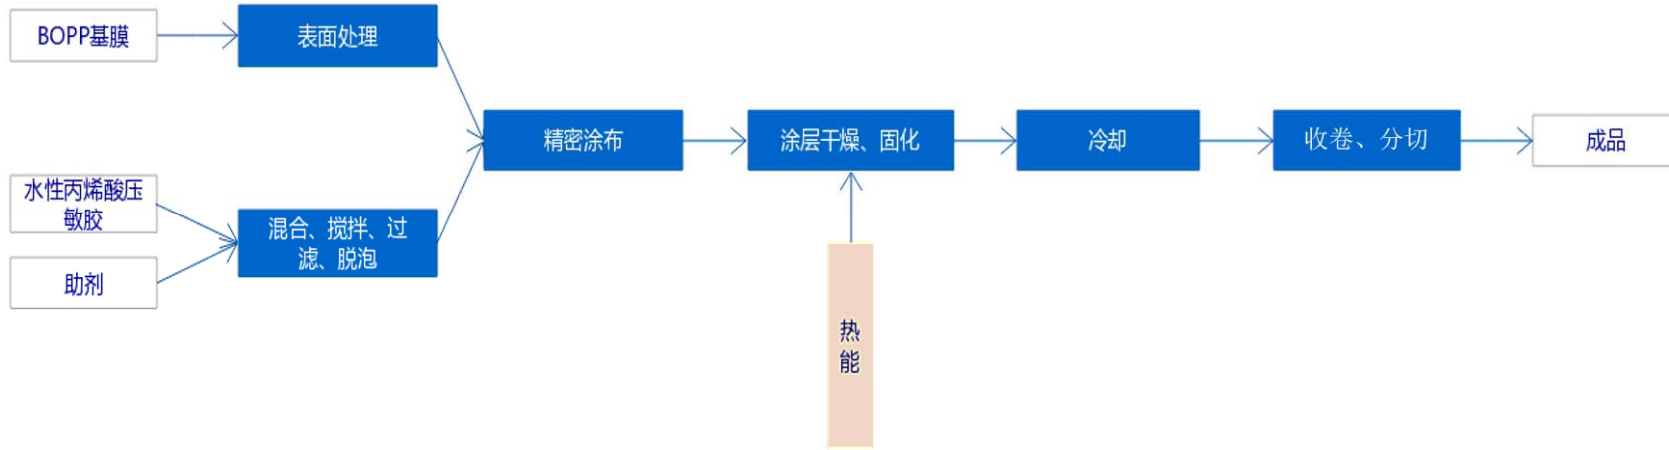 BOPP基膜
表面处理
水性丙烯酸压
敏胶
助剂
混合、搅拌、过
滤、脱泡
精密涂布
涂层干燥、固化
冷却
收卷、分切
成品
热
能